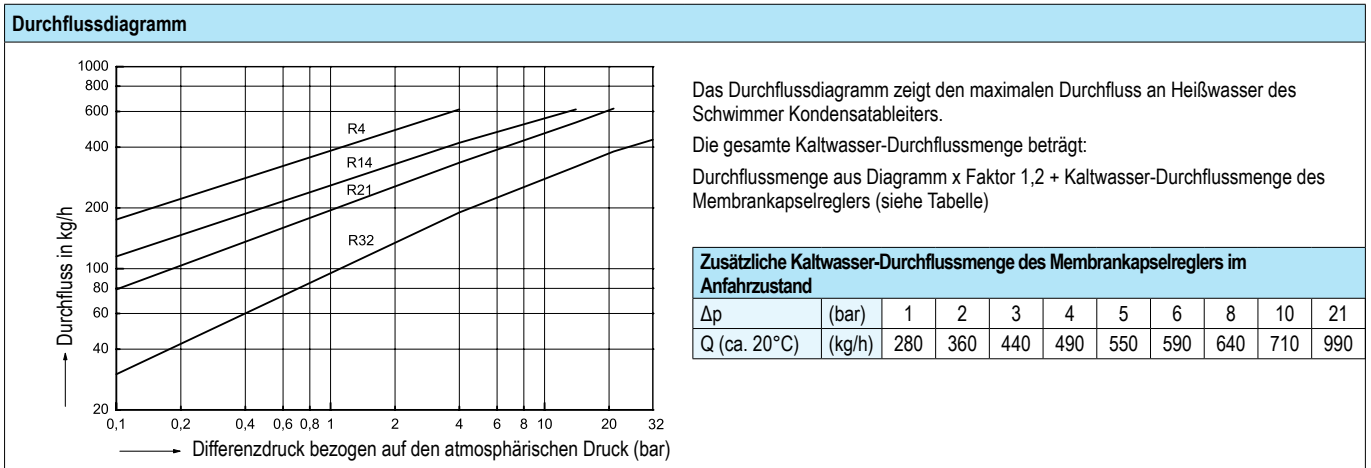 Durchflussdiagramm
1000
800
600
400
200
100
80
60
40
20
Durchfluss in kg/h
R4
R14
R21
R32
0,1 0,2 0,4 0,6 0,8 1 2 4 6 8 10 20 32
Differenzdruck bezogen auf den atmosphärischen Druck (bar)
Das Durchflussdiagramm zeigt den maximalen Durchfluss an Heißwasser des
Schwimmer Kondensatableiters.
Die gesamte Kaltwasser-Durchflussmenge beträgt:
Durchflussmenge aus Diagramm x Faktor 1,2 + Kaltwasser-Durchflussmenge des
Membrankapselreglers (siehe Tabelle)
Zusätzliche Kaltwasser-Durchflussmenge des Membrankapselreglers im
Anfahrzustand
Δp (bar) 1 2 3 4 5 6 8 10 21
Q (ca. 20°C) (kg/h) 280 360 440 490 550 590 640 710 990